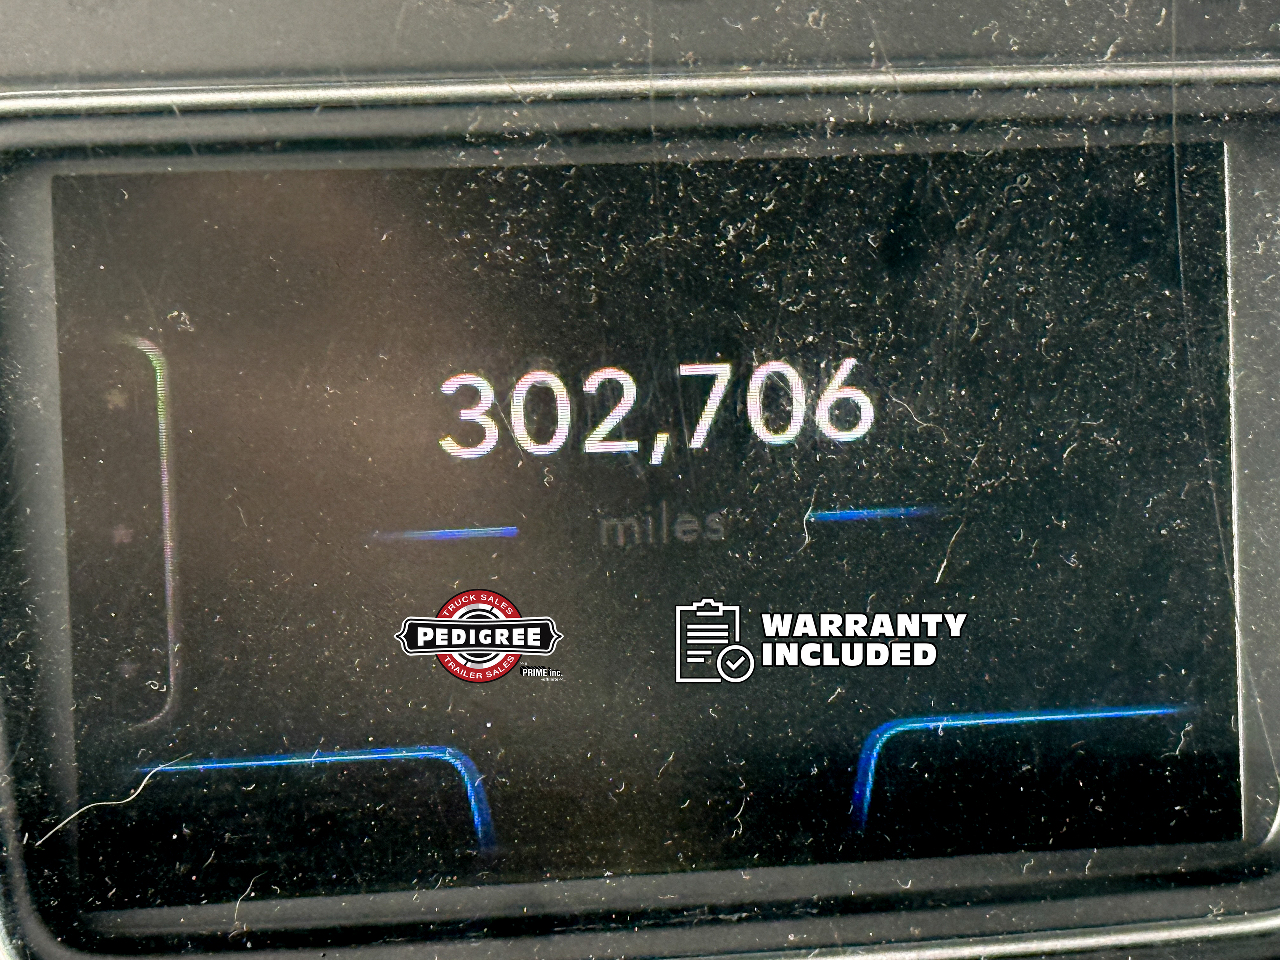 302,706
miles
TRUCK SALES
PEDIGREE
TRAILER SALES
PRIME inc.
WARRANTY
INCLUDED